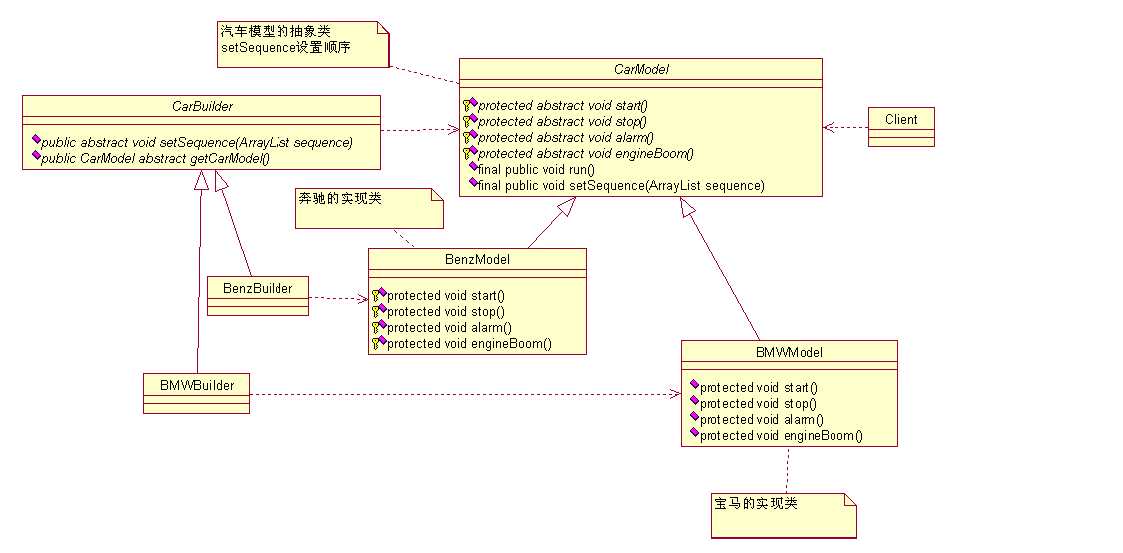 汽车模型的抽象类
setSequence设置顺序
CarModel
protected abstract void start()
protected abstract void stop()
protected abstract void alarm()
protected abstract void engineBoom()
final public void run()
final public void setSequence(ArrayList sequence)
CarBuilder
public abstract void setSequence(ArrayList sequence)
public CarModel abstract getCarModel()
Client
奔驰的实现类
BenzModel
protected void start()
protected void stop()
protected void alarm()
protected void engineBoom()
BenzBuilder
BMWBuilder
BMWModel
protected void start()
protected void stop()
protected void alarm()
protected void engineBoom()
宝马的实现类